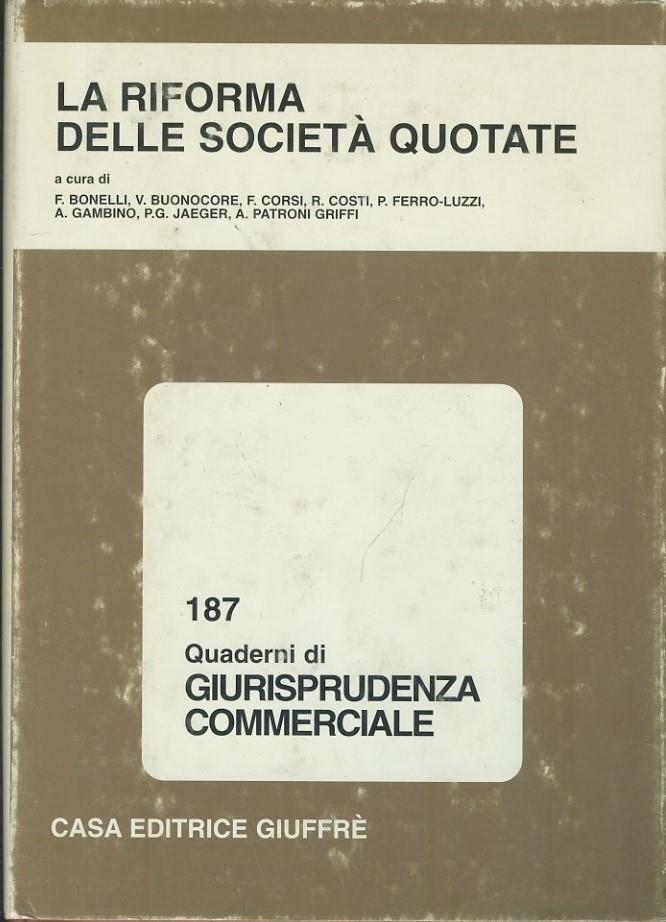 LA RIFORMA
DELLE SOCIETÀ QUOTATE
a cura di
F. BONELLI, V. BUONOCORE, F. CORSI, R. COSTI, P. FERRO-LUZZI,
A. GAMBINO, P.G. JAEGER, A. PATRONI GRIFFI
187
Quaderni di
GIURISPRUDENZA
COMMERCIALE
CASA EDITRICE GIUFFRÈ